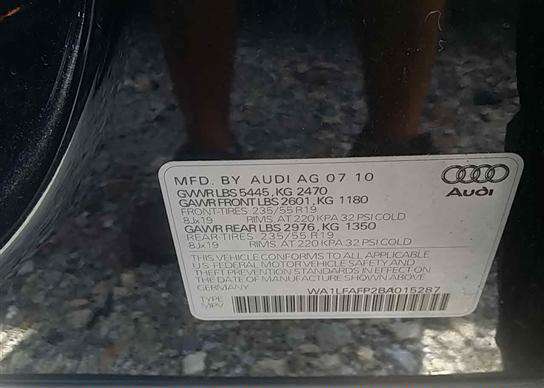 MFD. BY AUDI AG 07 10
GVWR LBS 5445, KG 2470
GAWR FRONT LBS 2601, KG 1180
FRONT-TIRES 235/55 R19
8Jx19 RIMS, AT 220 KPA 32 PSI COLD
GAWR REAR LBS 2976, KG 1350
REAR-TIRES 235/55 R19
8Jx19 RIMS, AT 220 KPA 32 PSI COLD
THIS VEHICLE CONFORMS TO ALL APPLICABLE
U.S. FEDERAL MOTOR VEHICLE SAFETY AND
THEFT PREVENTION STANDARDS IN EFFECT ON
THE DATE OF MANUFACTURE SHOWN ABOVE
GERMANY WA1LFAFP2BA015287
TYPE
MPV
Audi